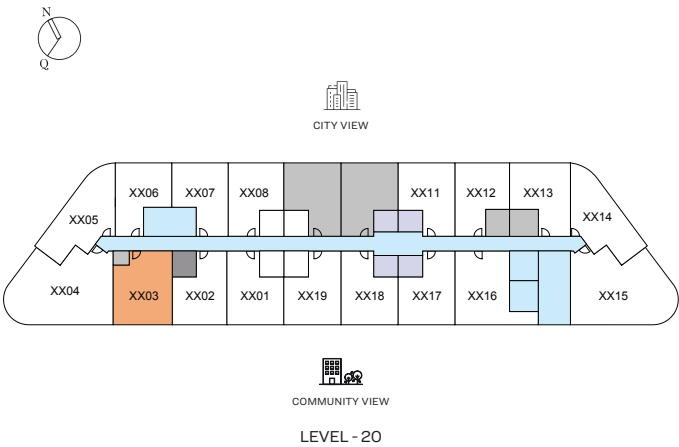 N
Q
CITY VIEW
XX06 XX07 XX08 XX11 XX12 XX13
XX05 XX14
XX04 XX03 XX02 XX01 XX19 XX18 XX17 XX16 XX15
COMMUNITY VIEW
LEVEL - 20